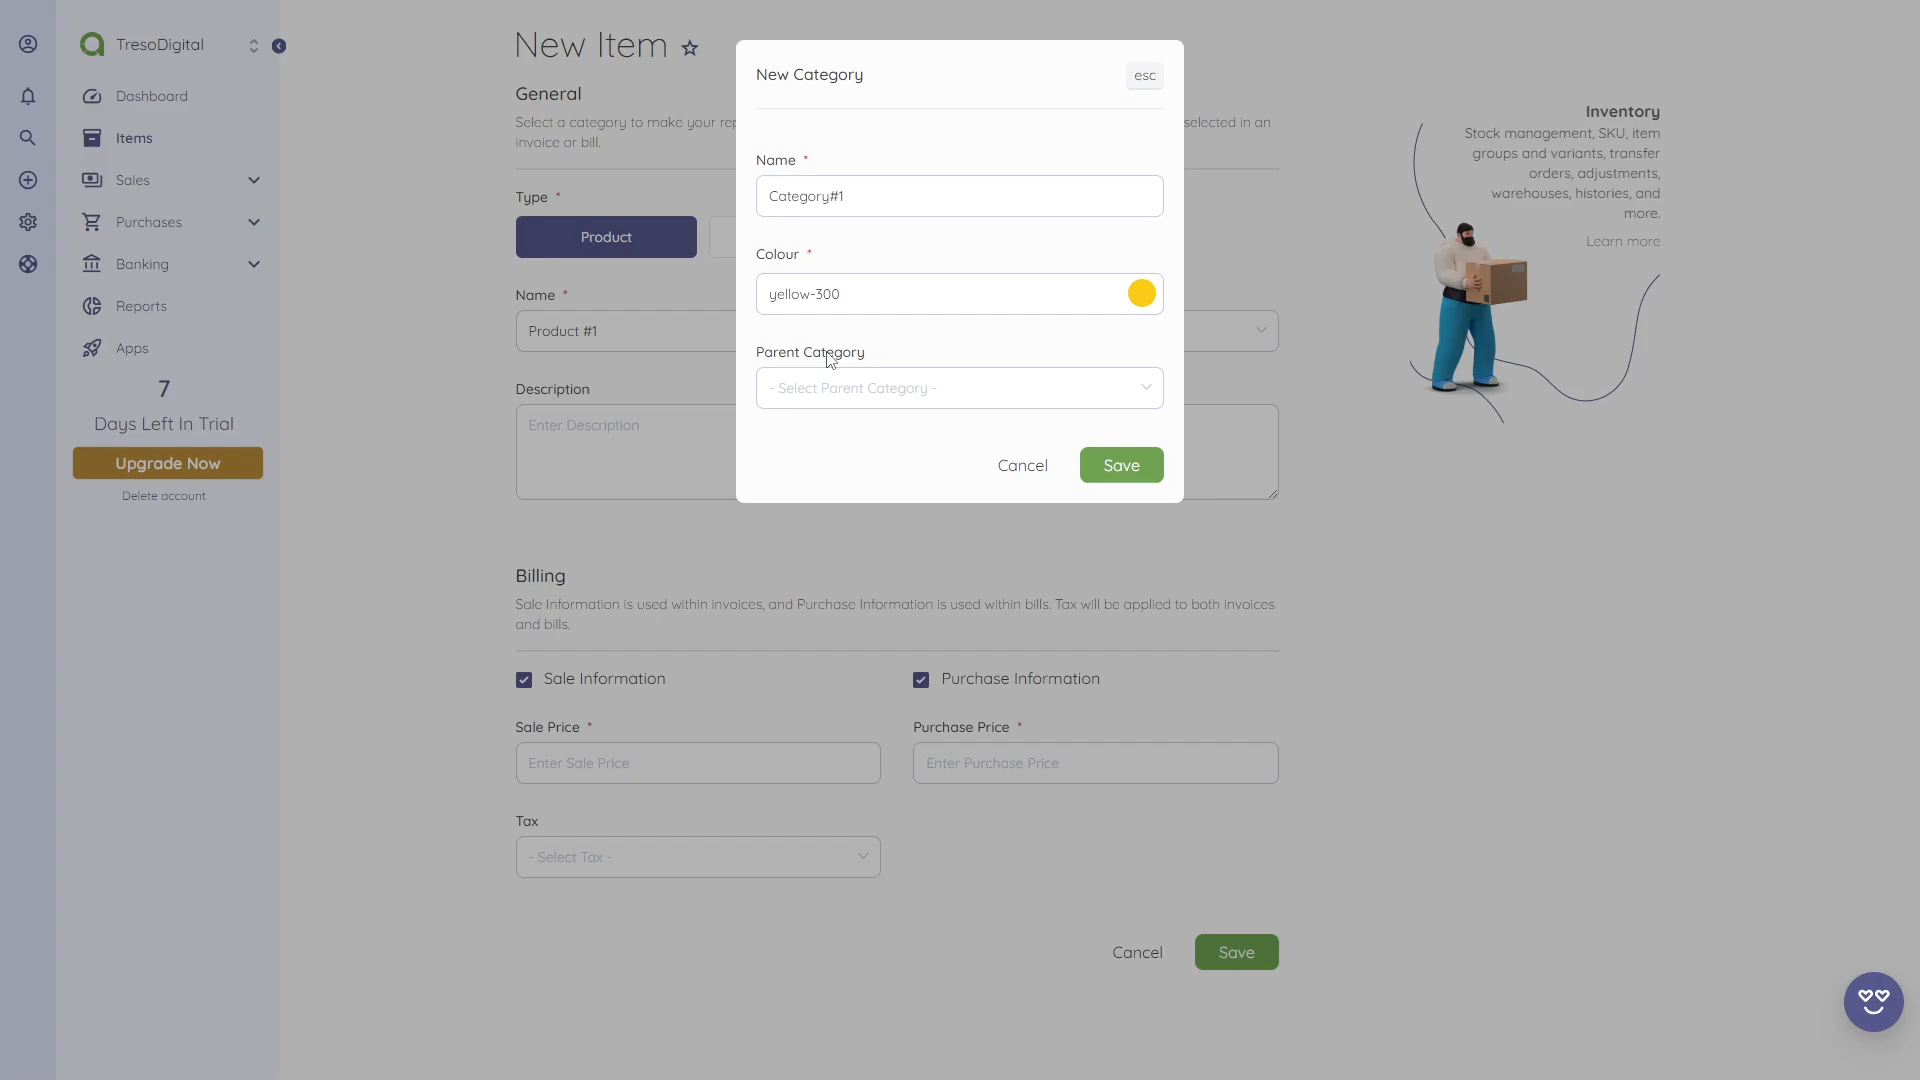 TresoDigital
Dashboard
Items
Sales
Purchases
Banking
Reports
Apps
7
Days Left In Trial
Upgrade Now
Delete account
New Item
General
Select a category to make your rep
selected in an
invoice or bill.
Type *
Product
Name *
Product #1
Description
Enter Description
New Category
esc
Name *
Category#1
Colour *
yellow-300
Parent Category
- Select Parent Category -
Cancel
Save
Billing
Sale Information is used within invoices, and Purchase Information is used within bills. Tax will be applied to both invoices
and bills.
Sale Information
Purchase Information
Sale Price *
Enter Sale Price
Purchase Price *
Enter Purchase Price
Tax
- Select Tax -
Cancel
Save
Inventory
Stock management, SKU, item
groups and variants, transfer
orders, adjustments,
warehouses, histories, and
more.
Learn more